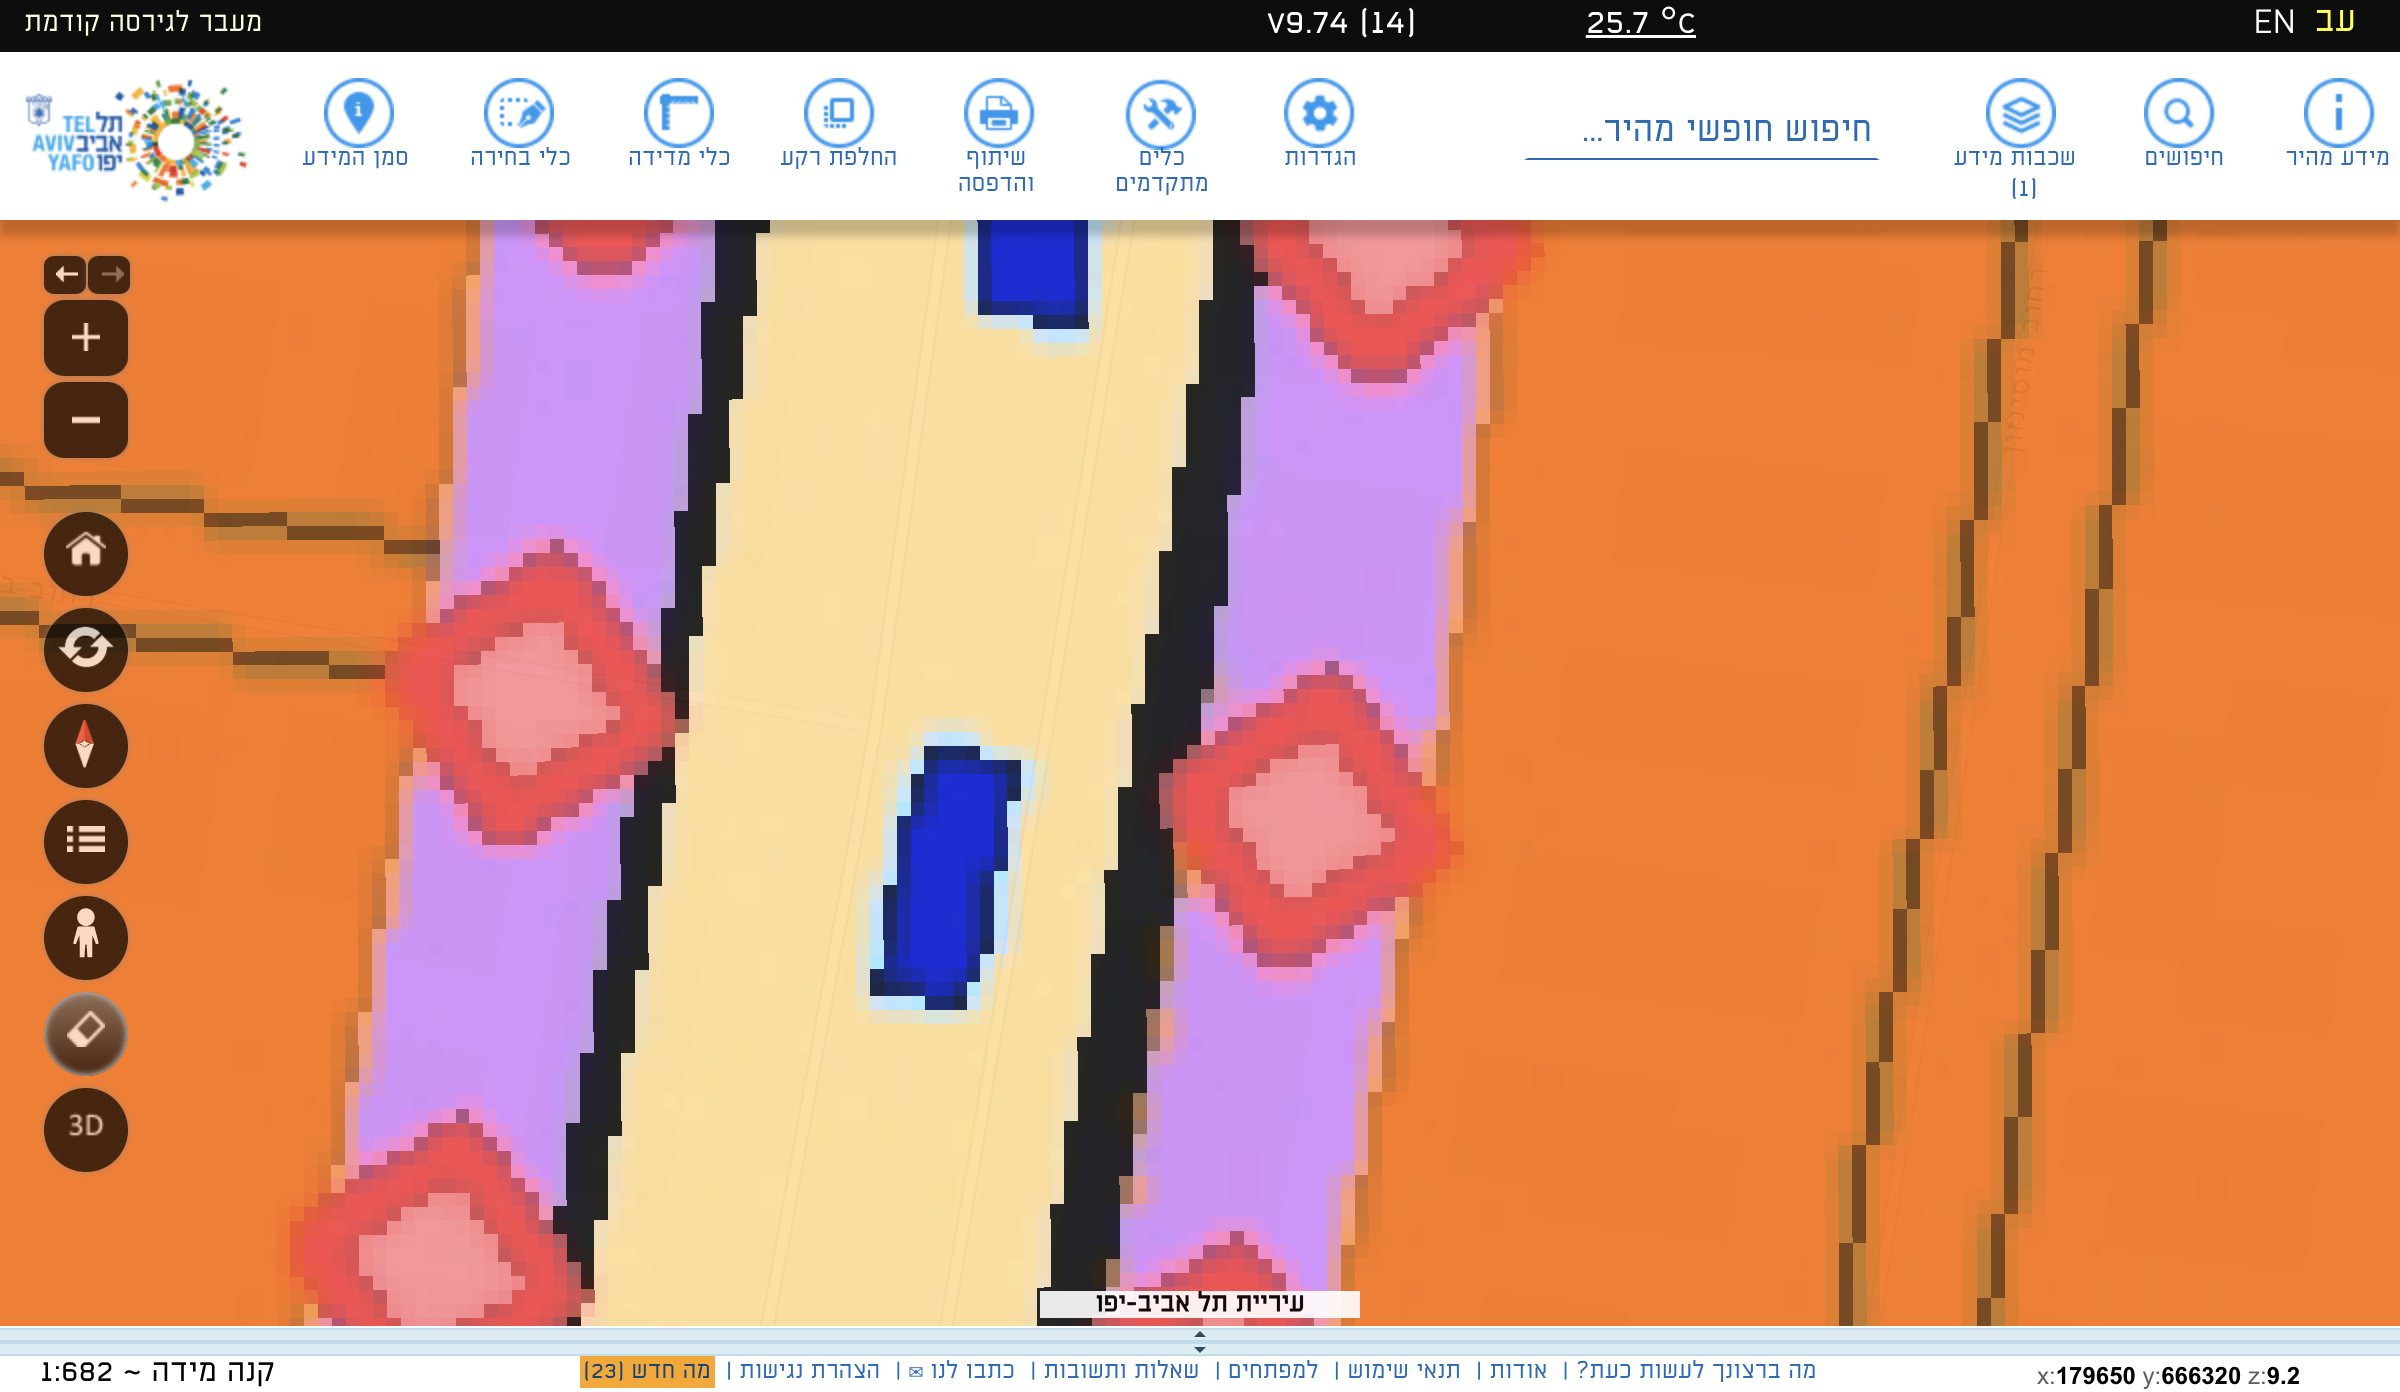 עב EN
25.7 °C
V9.74 (14)
מעבר לגירסה קודמת
מידע מהיר
חיפושים
שכבות מידע
(1)
חיפוש חופשי מהיר...
הגדרות
כלים
מתקדמים
שיתוף
והדפסה
החלפת רקע
כלי מדידה
כלי בחירה
סמן המידע
תל TEL
אביב AVIV
יפו YAFO
רחוב מוסינזון
3D
עיריית תל אביב-יפו
x:179650 y:666320 z:9.2
מה ברצונך לעשות כעת? | אודות | תנאי שימוש | למפתחים | שאלות ותשובות | כתבו לנו ✉ | הצהרת נגישות | מה חדש (23)
קנה מידה ~ 1:682